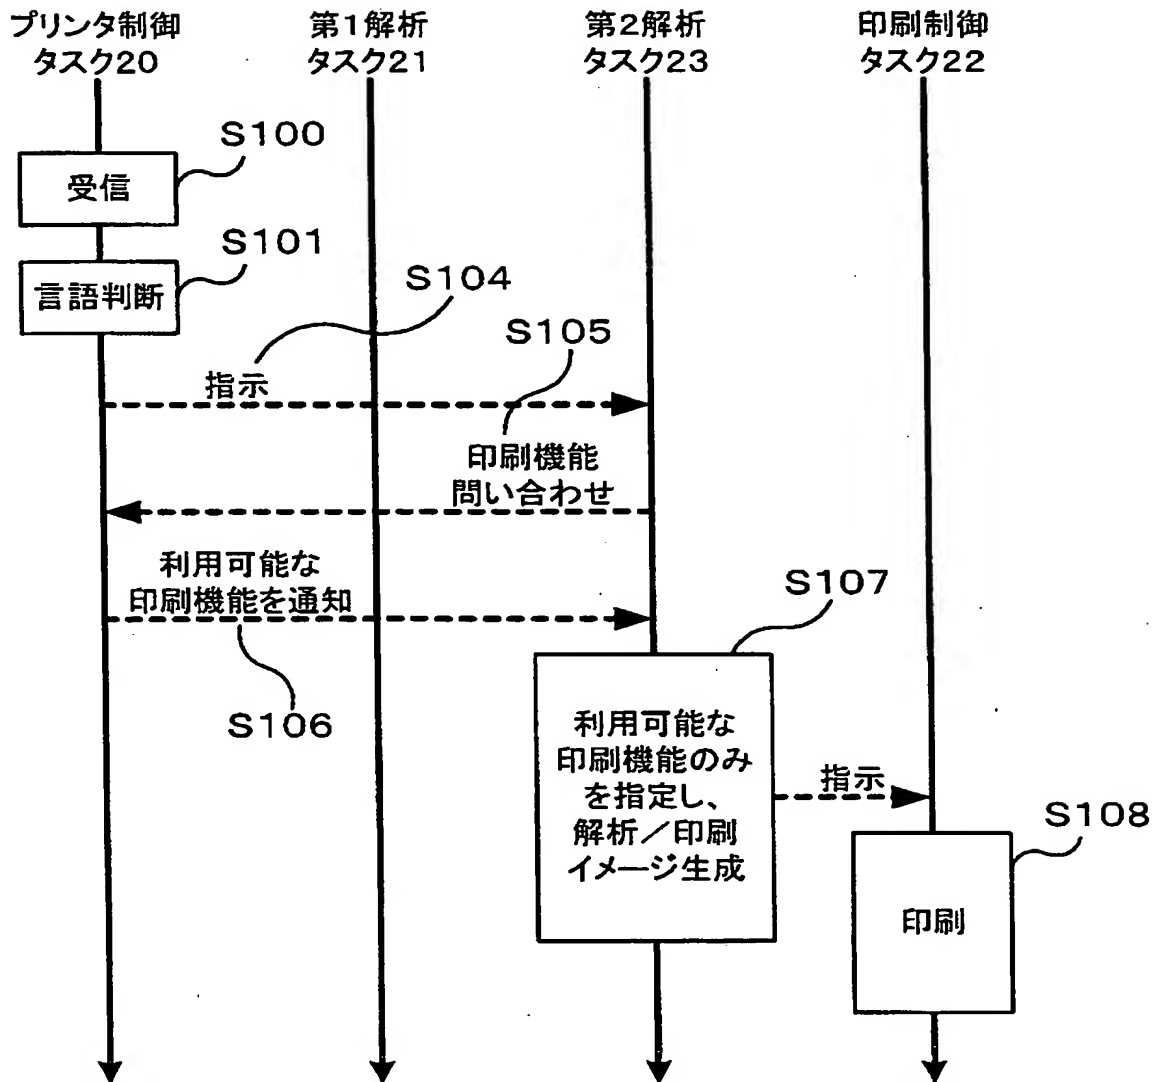 プリンタ制御
タスク20
第1解析
タスク21
第2解析
タスク23
印刷制御
タスク22
S100
受信
S101
言語判断
S104
指示
S105
印刷機能
問い合わせ
利用可能な
印刷機能を通知
S106
S107
利用可能な
印刷機能のみ
を指定し、
解析/印刷
イメージ生成
指示
S108
印刷